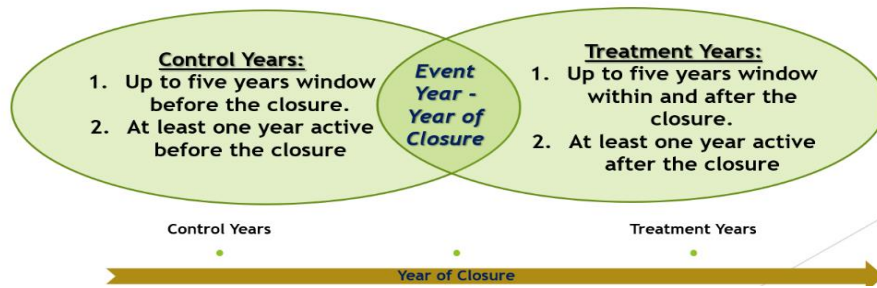 Control Years:
1. Up to five years window
before the closure.
2. At least one year active
before the closure
Event
Year -
Year of
Closure
Treatment Years:
1. Up to five years window
within and after the
closure.
2. At least one year active
after the closure
Control Years
Treatment Years
Year of Closure